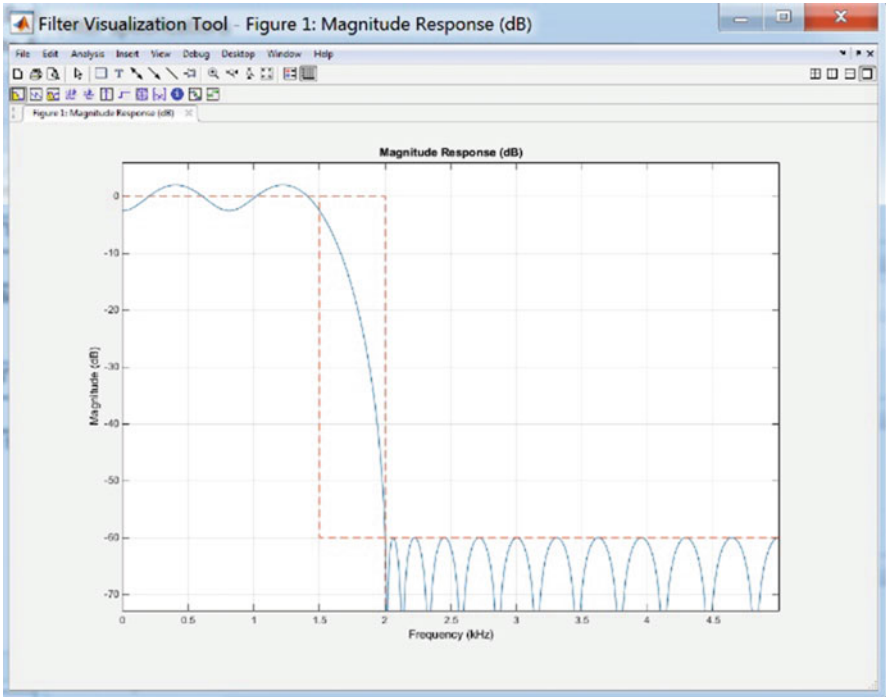 Filter Visualization Tool - Figure 1: Magnitude Response (dB)
File Edit Analysis Insert View Debug Desktop Window Help
Figure 1: Magnitude Response (dB)
Magnitude Response (dB)
Magnitude (dB)
0
-10
-20
-30
-40
-50
-60
-70
0 0.5 1 1.5 2 2.5 3 3.5 4 4.5
Frequency (kHz)